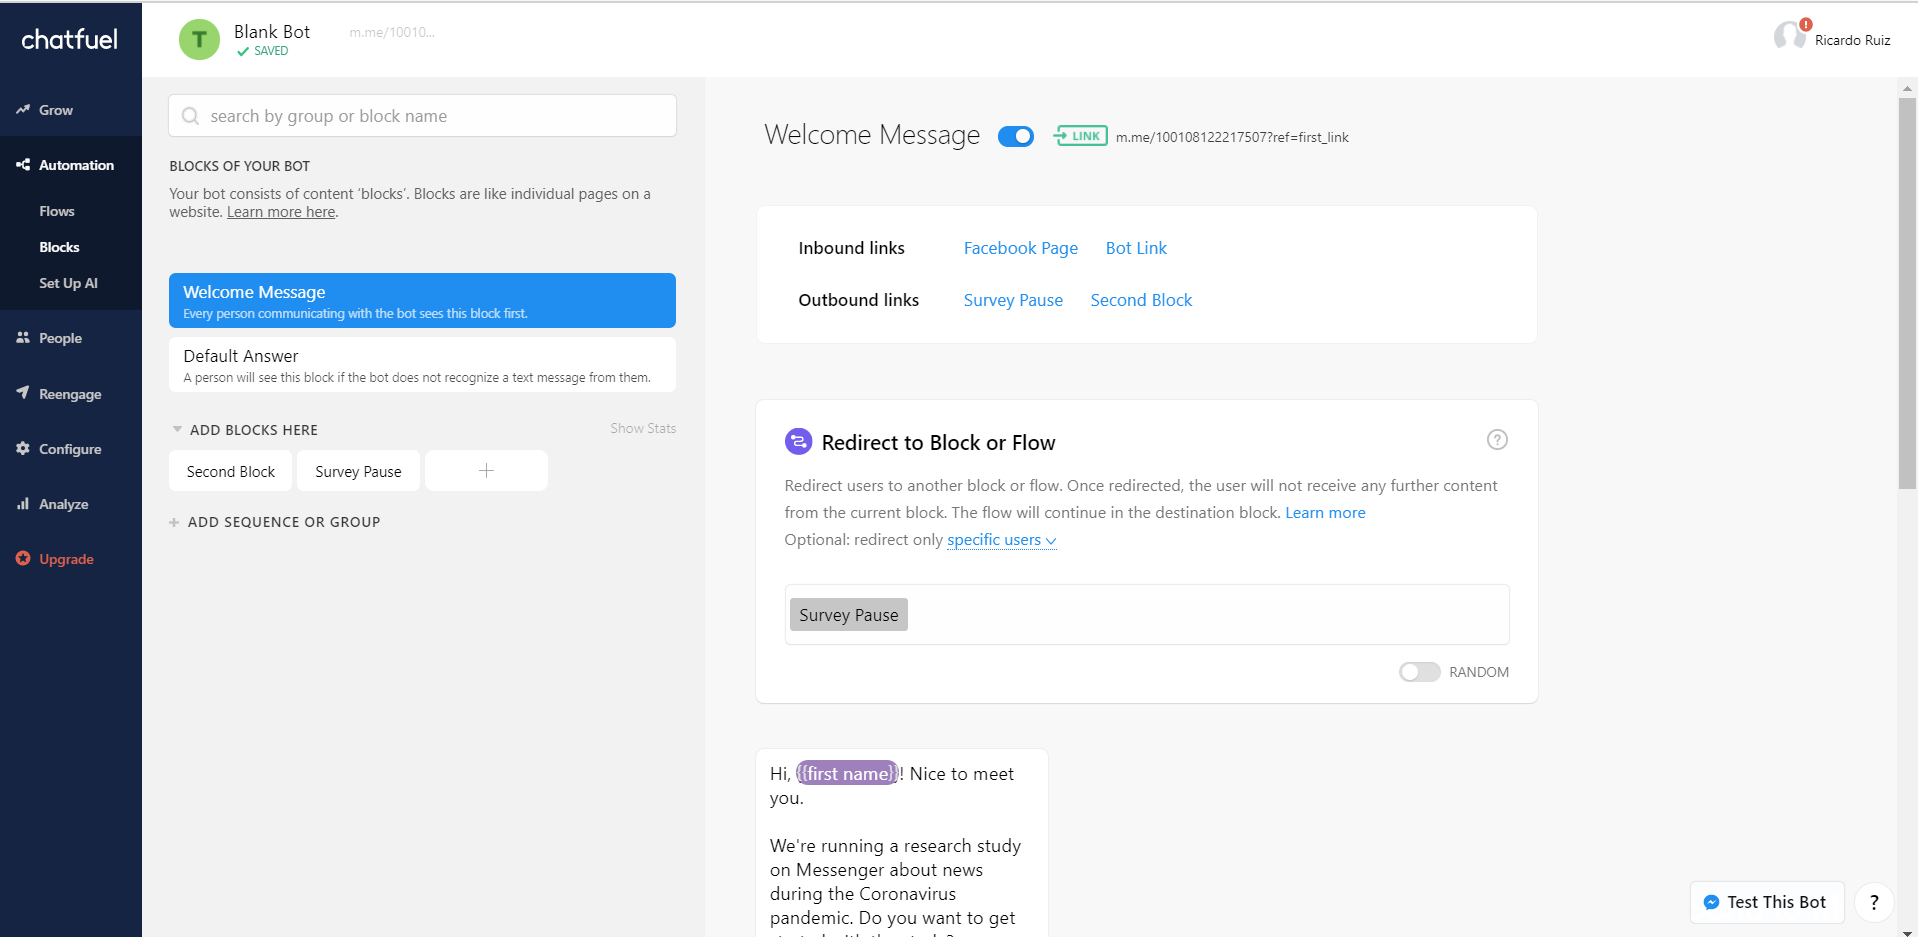 chatfuel
T
Blank Bot
SAVED
m.me/10010...
!
Ricardo Ruiz
Grow
Automation
Flows
Blocks
Set Up AI
People
Reengage
Configure
Analyze
Upgrade
search by group or block name
BLOCKS OF YOUR BOT
Your bot consists of content 'blocks'. Blocks are like individual pages on a
website. Learn more here.
Welcome Message
Every person communicating with the bot sees this block first.
Default Answer
A person will see this block if the bot does not recognize a text message from them.
ADD BLOCKS HERE
Show Stats
Second Block
Survey Pause
+
+ ADD SEQUENCE OR GROUP
Welcome Message
LINK
m.me/100108122217507?ref=first_link
Inbound links Facebook Page Bot Link
Outbound links Survey Pause Second Block
Redirect to Block or Flow
?
Redirect users to another block or flow. Once redirected, the user will not receive any further content
from the current block. The flow will continue in the destination block. Learn more
Optional: redirect only specific users
Survey Pause
RANDOM
Hi, {{first name}}! Nice to meet
you.
We're running a research study
on Messenger about news
during the Coronavirus
pandemic. Do you want to get
Test This Bot
?